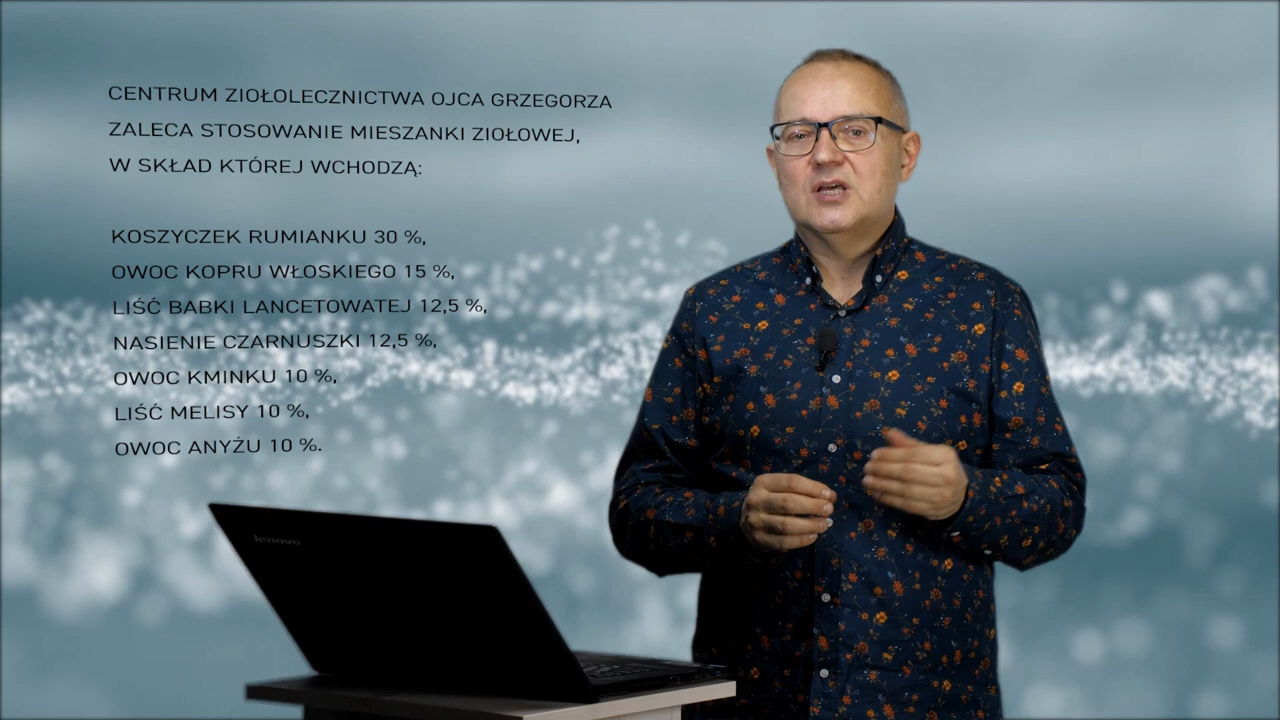 CENTRUM ZIOŁOLECZNICTWA OJCA GRZEGORZA
ZALECA STOSOWANIE MIESZANKI ZIOŁOWEJ,
W SKŁAD KTÓREJ WCHODZĄ:
KOSZYCZEK RUMIANKU 30 %,
OWOC KOPRU WŁOSKIEGO 15 %,
LIŚĆ BABKI LANCETOWATEJ 12,5 %,
NASIENIE CZARNUSZKI 12,5 %,
OWOC KMINKU 10 %,
LIŚĆ MELISY 10 %,
OWOC ANYŻU 10 %.
lenovo